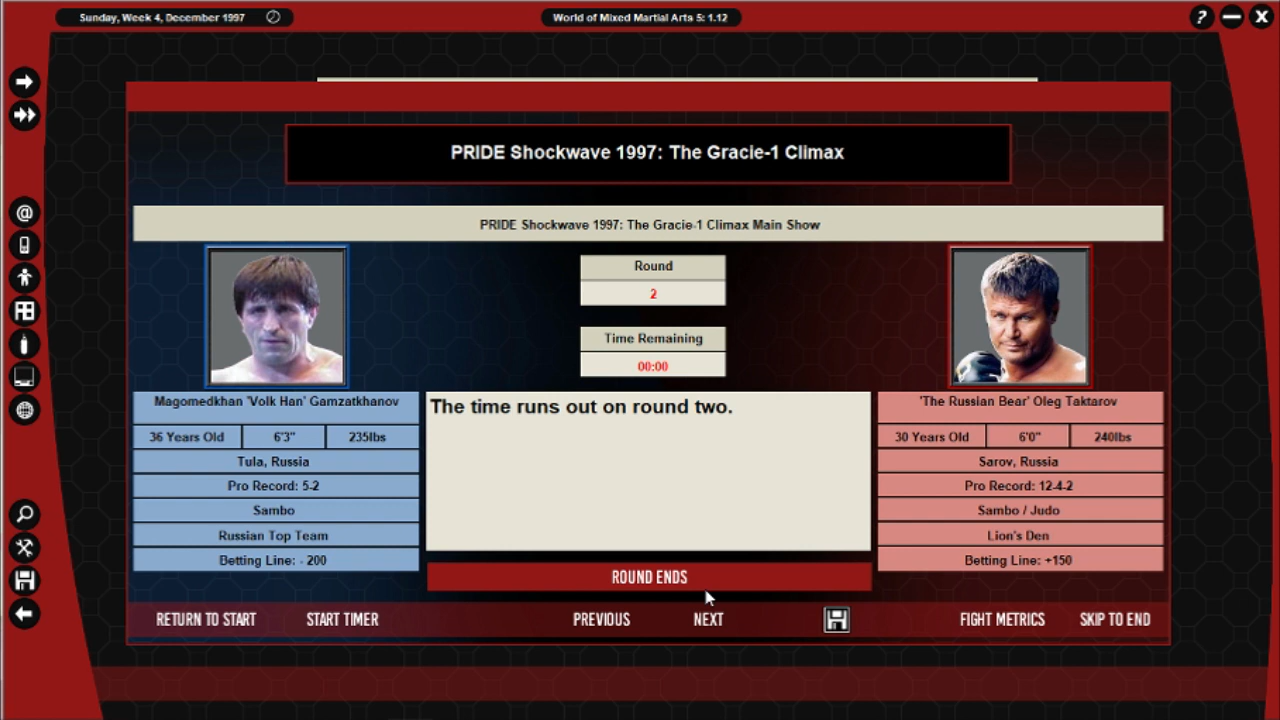 Sunday, Week 4, December 1997
World of Mixed Martial Arts 5: 1.12
?
X
@
PRIDE Shockwave 1997: The Gracie-1 Climax
PRIDE Shockwave 1997: The Gracie-1 Climax Main Show
Round
2
Time Remaining
00:00
Magomedkhan 'Volk Han' Gamzatkhanov
36 Years Old 6'3" 235lbs
Tula, Russia
Pro Record: 5-2
Sambo
Russian Top Team
Betting Line: - 200
The time runs out on round two.
ROUND ENDS
'The Russian Bear' Oleg Taktarov
30 Years Old 6'0" 240lbs
Sarov, Russia
Pro Record: 12-4-2
Sambo / Judo
Lion's Den
Betting Line: +150
RETURN TO START START TIMER PREVIOUS NEXT FIGHT METRICS SKIP TO END